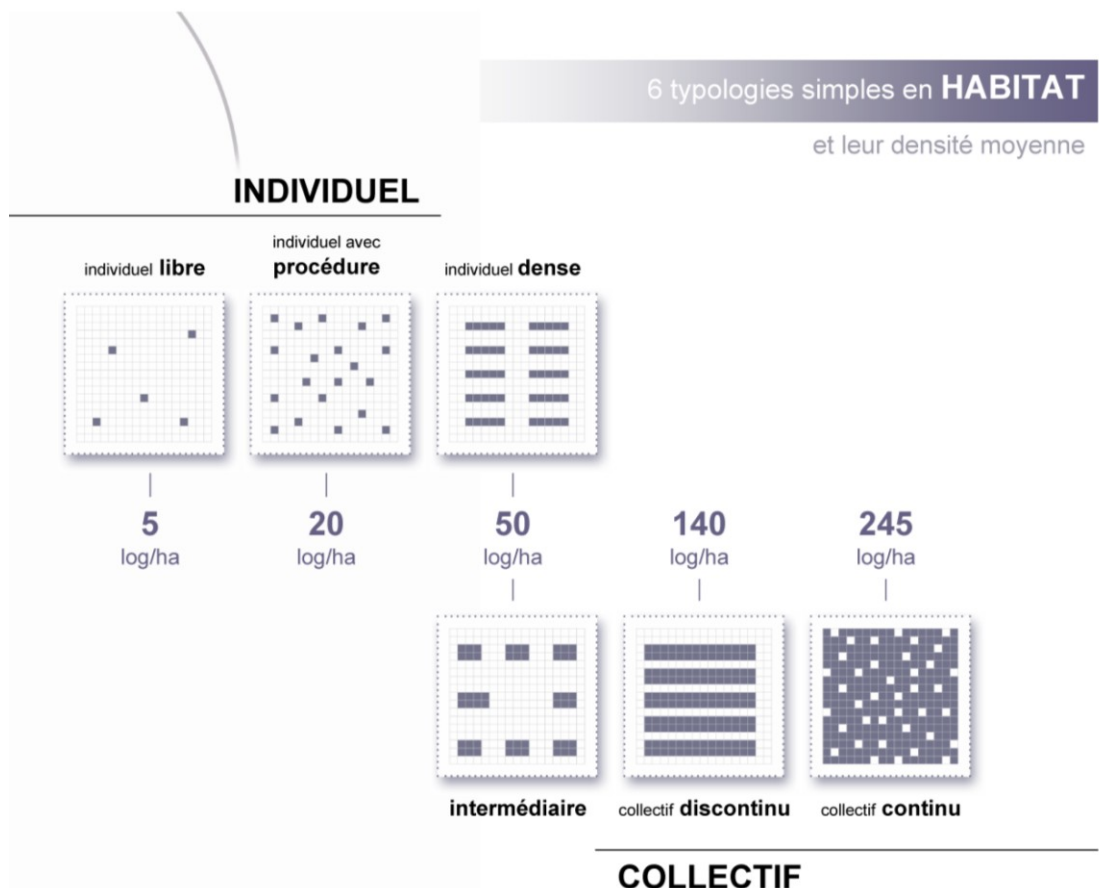 6 typologies simples en HABITAT
et leur densité moyenne
INDIVIDUEL
individuel libre
individuel avec
procédure
individuel dense
5
log/ha
20
log/ha
50
log/ha
140
log/ha
245
log/ha
intermédiaire
collectif discontinu
collectif continu
COLLECTIF